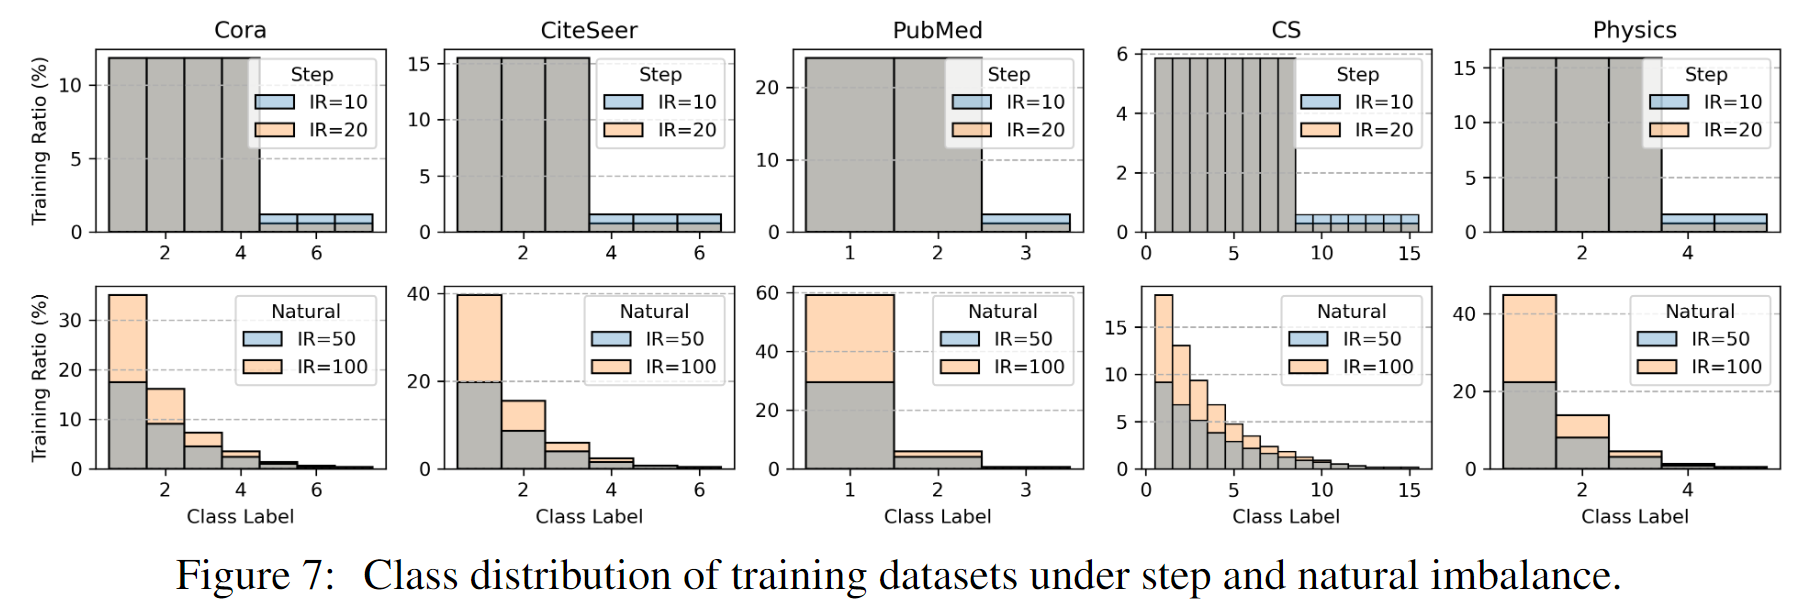 Cora
CiteSeer
PubMed
CS
Physics
Training Ratio (%)
10
5
0
2
4
6
Step
IR=10
IR=20
15
10
5
0
2
4
6
Step
IR=10
IR=20
20
10
0
1
2
3
Step
IR=10
IR=20
6
4
2
0
0
5
10
15
Step
IR=10
IR=20
15
10
5
0
2
4
Step
IR=10
IR=20
Training Ratio (%)
30
20
10
0
2
4
6
Natural
IR=50
IR=100
Class Label
40
20
0
2
4
6
Natural
IR=50
IR=100
Class Label
60
40
20
0
1
2
3
Natural
IR=50
IR=100
Class Label
15
10
5
0
0
5
10
15
Natural
IR=50
IR=100
Class Label
40
20
0
2
4
Natural
IR=50
IR=100
Class Label
Figure 7: Class distribution of training datasets under step and natural imbalance.